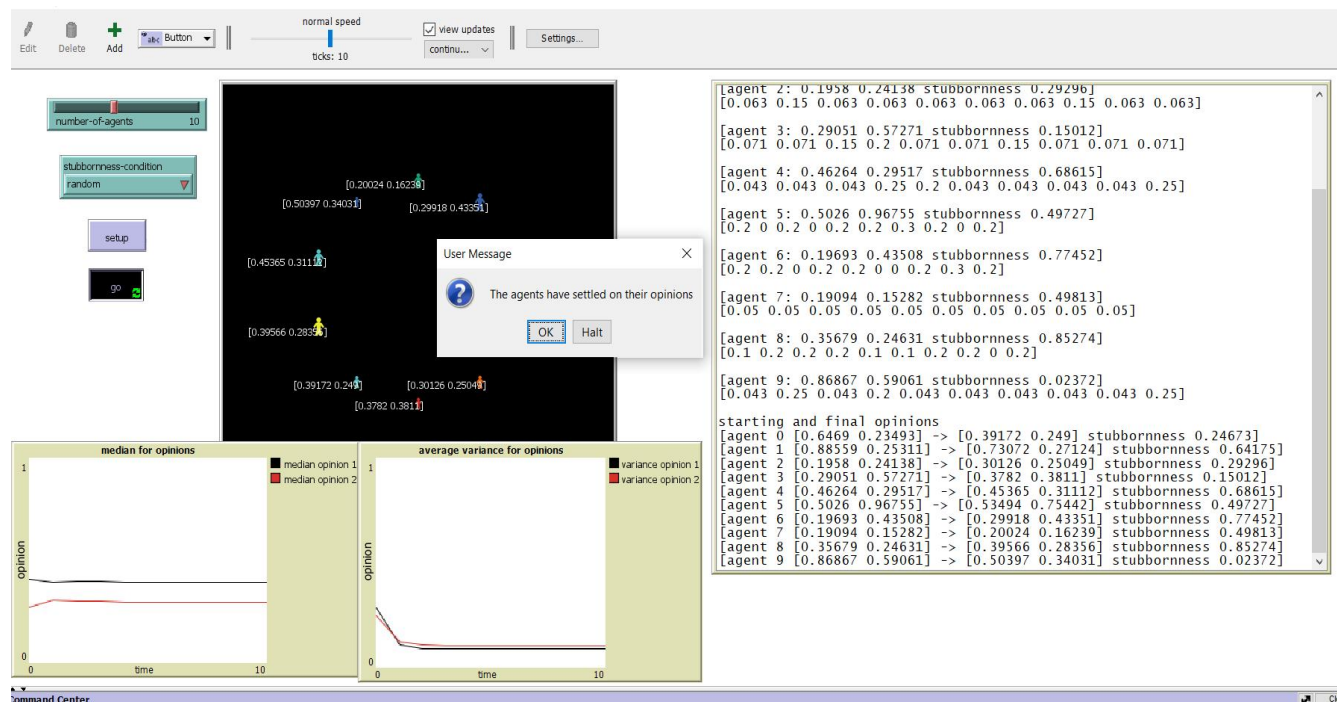 normal speed
view updates
Edit
Delete
Add
abc Button
ticks: 10
continu...
Settings...
number-of-agents 10
stubbornness-condition
random
setup
go
[0.20024 0.16239]
[0.50397 0.34031]
[0.29918 0.43351]
[0.45365 0.31112]
[0.39566 0.28356]
[0.39172 0.249]
[0.30126 0.25049]
[0.3782 0.3811]
User Message
The agents have settled on their opinions
OK
Halt
[agent 2: 0.1958 0.24138 stubbornness 0.29296]
[0.063 0.15 0.063 0.063 0.063 0.063 0.063 0.15 0.063 0.063]
[agent 3: 0.29051 0.57271 stubbornness 0.15012]
[0.071 0.071 0.15 0.2 0.071 0.071 0.15 0.071 0.071 0.071]
[agent 4: 0.46264 0.29517 stubbornness 0.68615]
[0.043 0.043 0.043 0.25 0.2 0.043 0.043 0.043 0.043 0.25]
[agent 5: 0.5026 0.96755 stubbornness 0.49727]
[0.2 0 0.2 0 0.2 0.2 0.3 0.2 0 0.2]
[agent 6: 0.19693 0.43508 stubbornness 0.77452]
[0.2 0.2 0 0.2 0.2 0 0 0.2 0.3 0.2]
[agent 7: 0.19094 0.15282 stubbornness 0.49813]
[0.05 0.05 0.05 0.05 0.05 0.05 0.05 0.05 0.05 0.05]
[agent 8: 0.35679 0.24631 stubbornness 0.85274]
[0.1 0.2 0.2 0.2 0.1 0.1 0.2 0.2 0 0.2]
[agent 9: 0.86867 0.59061 stubbornness 0.02372]
[0.043 0.25 0.043 0.2 0.043 0.043 0.043 0.043 0.043 0.25]
starting and final opinions
[agent 0 [0.6469 0.23493] -> [0.39172 0.249] stubbornness 0.24673]
[agent 1 [0.88559 0.25311] -> [0.73072 0.27124] stubbornness 0.64175]
[agent 2 [0.1958 0.24138] -> [0.30126 0.25049] stubbornness 0.29296]
[agent 3 [0.29051 0.57271] -> [0.3782 0.3811] stubbornness 0.15012]
[agent 4 [0.46264 0.29517] -> [0.45365 0.31112] stubbornness 0.68615]
[agent 5 [0.5026 0.96755] -> [0.53494 0.75442] stubbornness 0.49727]
[agent 6 [0.19693 0.43508] -> [0.29918 0.43351] stubbornness 0.77452]
[agent 7 [0.19094 0.15282] -> [0.20024 0.16239] stubbornness 0.49813]
[agent 8 [0.35679 0.24631] -> [0.39566 0.28356] stubbornness 0.85274]
[agent 9 [0.86867 0.59061] -> [0.50397 0.34031] stubbornness 0.02372]
median for opinions
1
median opinion 1
median opinion 2
opinion
0
0
time
10
average variance for opinions
1
variance opinion 1
variance opinion 2
opinion
0
0
time
10
Command Center